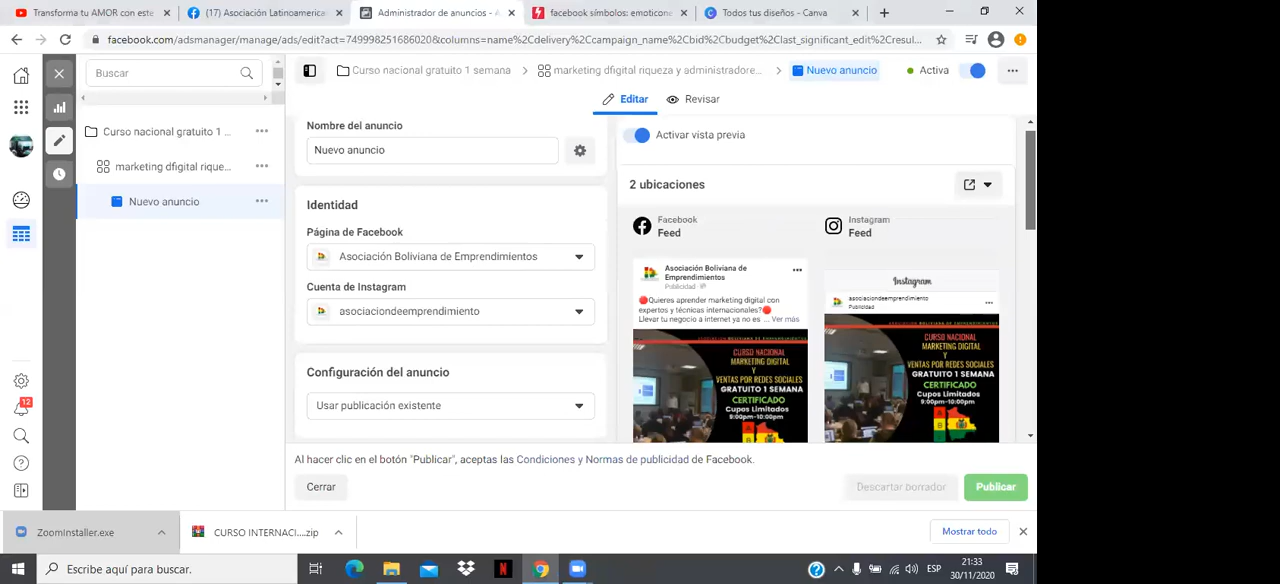 Transforma tu AMOR con este
(17) Asociación Latinoamerican
Administrador de anuncios - A
facebook símbolos: emoticone
Todos tus diseños - Canva
facebook.com/adsmanager/manage/ads/edit?act=749998251686020&columns=name%2Cdelivery%2Ccampaign_name%2Cbid%2Cbudget%2Clast_significant_edit%2Cresul...
Buscar
Curso nacional gratuito 1 semana
marketing dfigital riqueza y administradore...
Nuevo anuncio
Activa
Editar
Revisar
Curso nacional gratuito 1 ...
marketing dfigital rique...
Nuevo anuncio
Nombre del anuncio
Nuevo anuncio
Identidad
Página de Facebook
Asociación Boliviana de Emprendimientos
Cuenta de Instagram
asociaciondeemprendimiento
Configuración del anuncio
Usar publicación existente
Activar vista previa
2 ubicaciones
Facebook
Feed
Asociación Boliviana de
Emprendimientos
Publicidad
Quieres aprender marketing digital con
expertos y técnicas internacionales?
Llevar tu negocio a internet ya no es ... Ver más
CURSO NACIONAL
MARKETING DIGITAL
Y
VENTAS POR REDES SOCIALES
GRATUITO 1 SEMANA
CERTIFICADO
Cupos Limitados
9:00pm-10:00pm
Instagram
Feed
Instagram
asociaciondeemprendimiento
Publicidad
ASOCIACION BOLIVIANA DE EMPRENDIMIENTOS
CURSO NACIONAL
MARKETING DIGITAL
Y
VENTAS POR REDES SOCIALES
GRATUITO 1 SEMANA
CERTIFICADO
Cupos Limitados
9:00pm-10:00pm
Al hacer clic en el botón "Publicar", aceptas las Condiciones y Normas de publicidad de Facebook.
Cerrar
Descartar borrador
Publicar
12
ZoomInstaller.exe
CURSO INTERNACI....zip
Mostrar todo
Escribe aquí para buscar.
ESP
21:33
30/11/2020